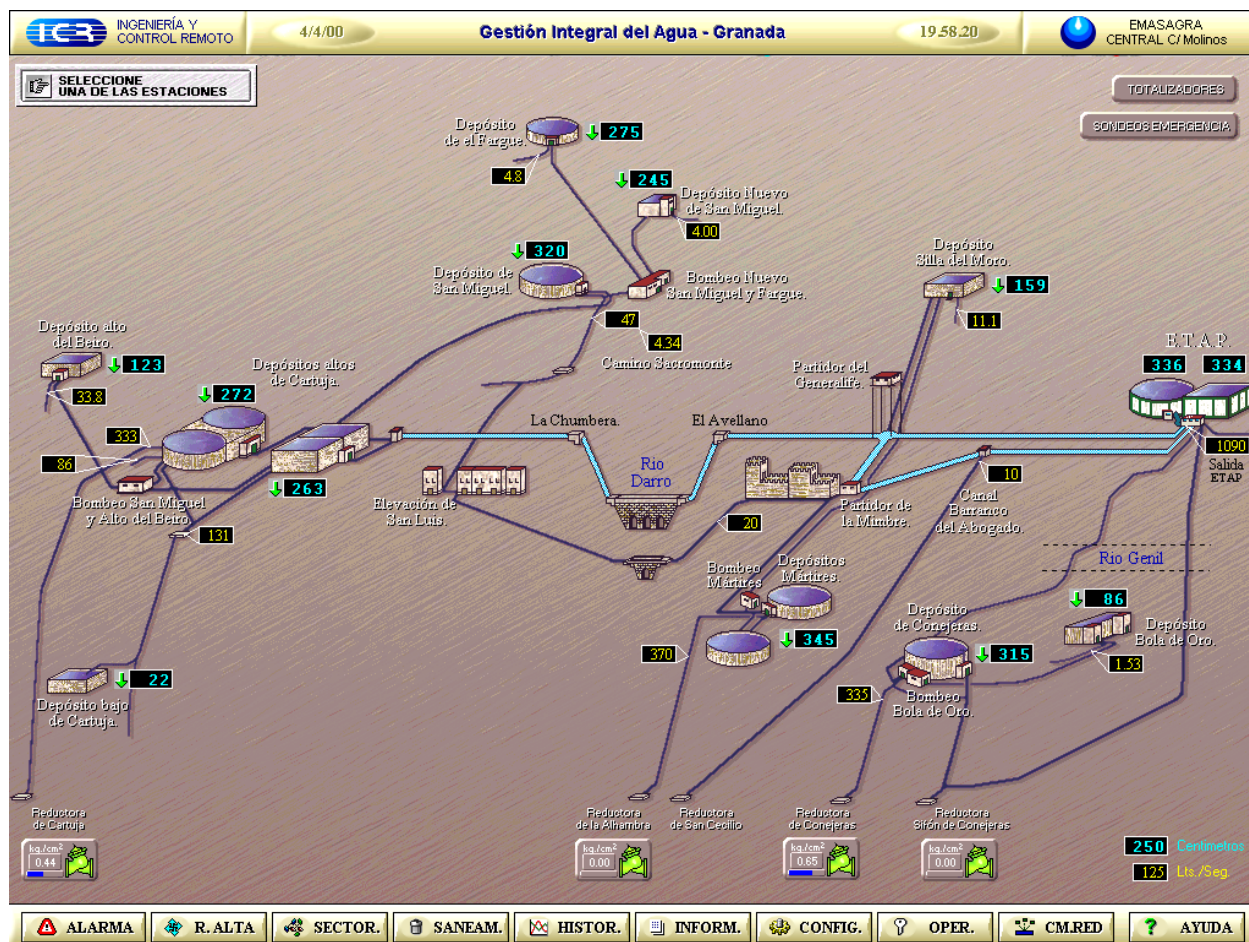 ICR
INGENIERÍA Y
CONTROL REMOTO
4/4/00
Gestión Integral del Agua - Granada
19.58.20
EMASAGRA
CENTRAL C/ Molinos
SELECCIONE
UNA DE LAS ESTACIONES
TOTALIZADORES
SONDEOS EMERGENCIA
Depósito
de el Fargue.
275
4.8
245
Depósito Nuevo
de San Miguel.
4.00
320
Depósito de
San Miguel.
Bombeo Nuevo
San Miguel y Fargue.
47
4.34
Camino Sacromonte
Depósito
Silla del Moro.
159
11.1
Depósito alto
del Beiro.
123
33.8
Depósitos altos
de Cartuja.
272
333
86
263
Bombeo San Miguel
y Alto del Beiro
131
Partidor del
Generalife.
E.T.A.P.
336
334
1090
Salida
ETAP
La Chumbera.
El Avellano
Rio
Darro
Elevación de
San Luis.
20
Partidor de
la Mimbre.
10
Canal
Barranco
del Abogado.
Rio Genil
Bombeo
Mártires
Depósitos
Mártires.
345
370
Depósito
de Conejeras.
315
335
Bombeo
Bola de Oro.
86
Depósito
Bola de Oro.
1.53
22
Depósito bajo
de Cartuja.
Reductora
de Cartuja
kg./cm²
0.44
Reductora
de la Alhambra
kg./cm²
0.00
Reductora
de San Cecilio
Reductora
de Conejeras
kg./cm²
0.65
Reductora
Sifón de Conejeras
kg./cm²
0.00
250 Centímetros
125 Lts./Seg.
ALARMA
R. ALTA
SECTOR.
SANEAM.
HISTOR.
INFORM.
CONFIG.
OPER.
CM.RED
AYUDA